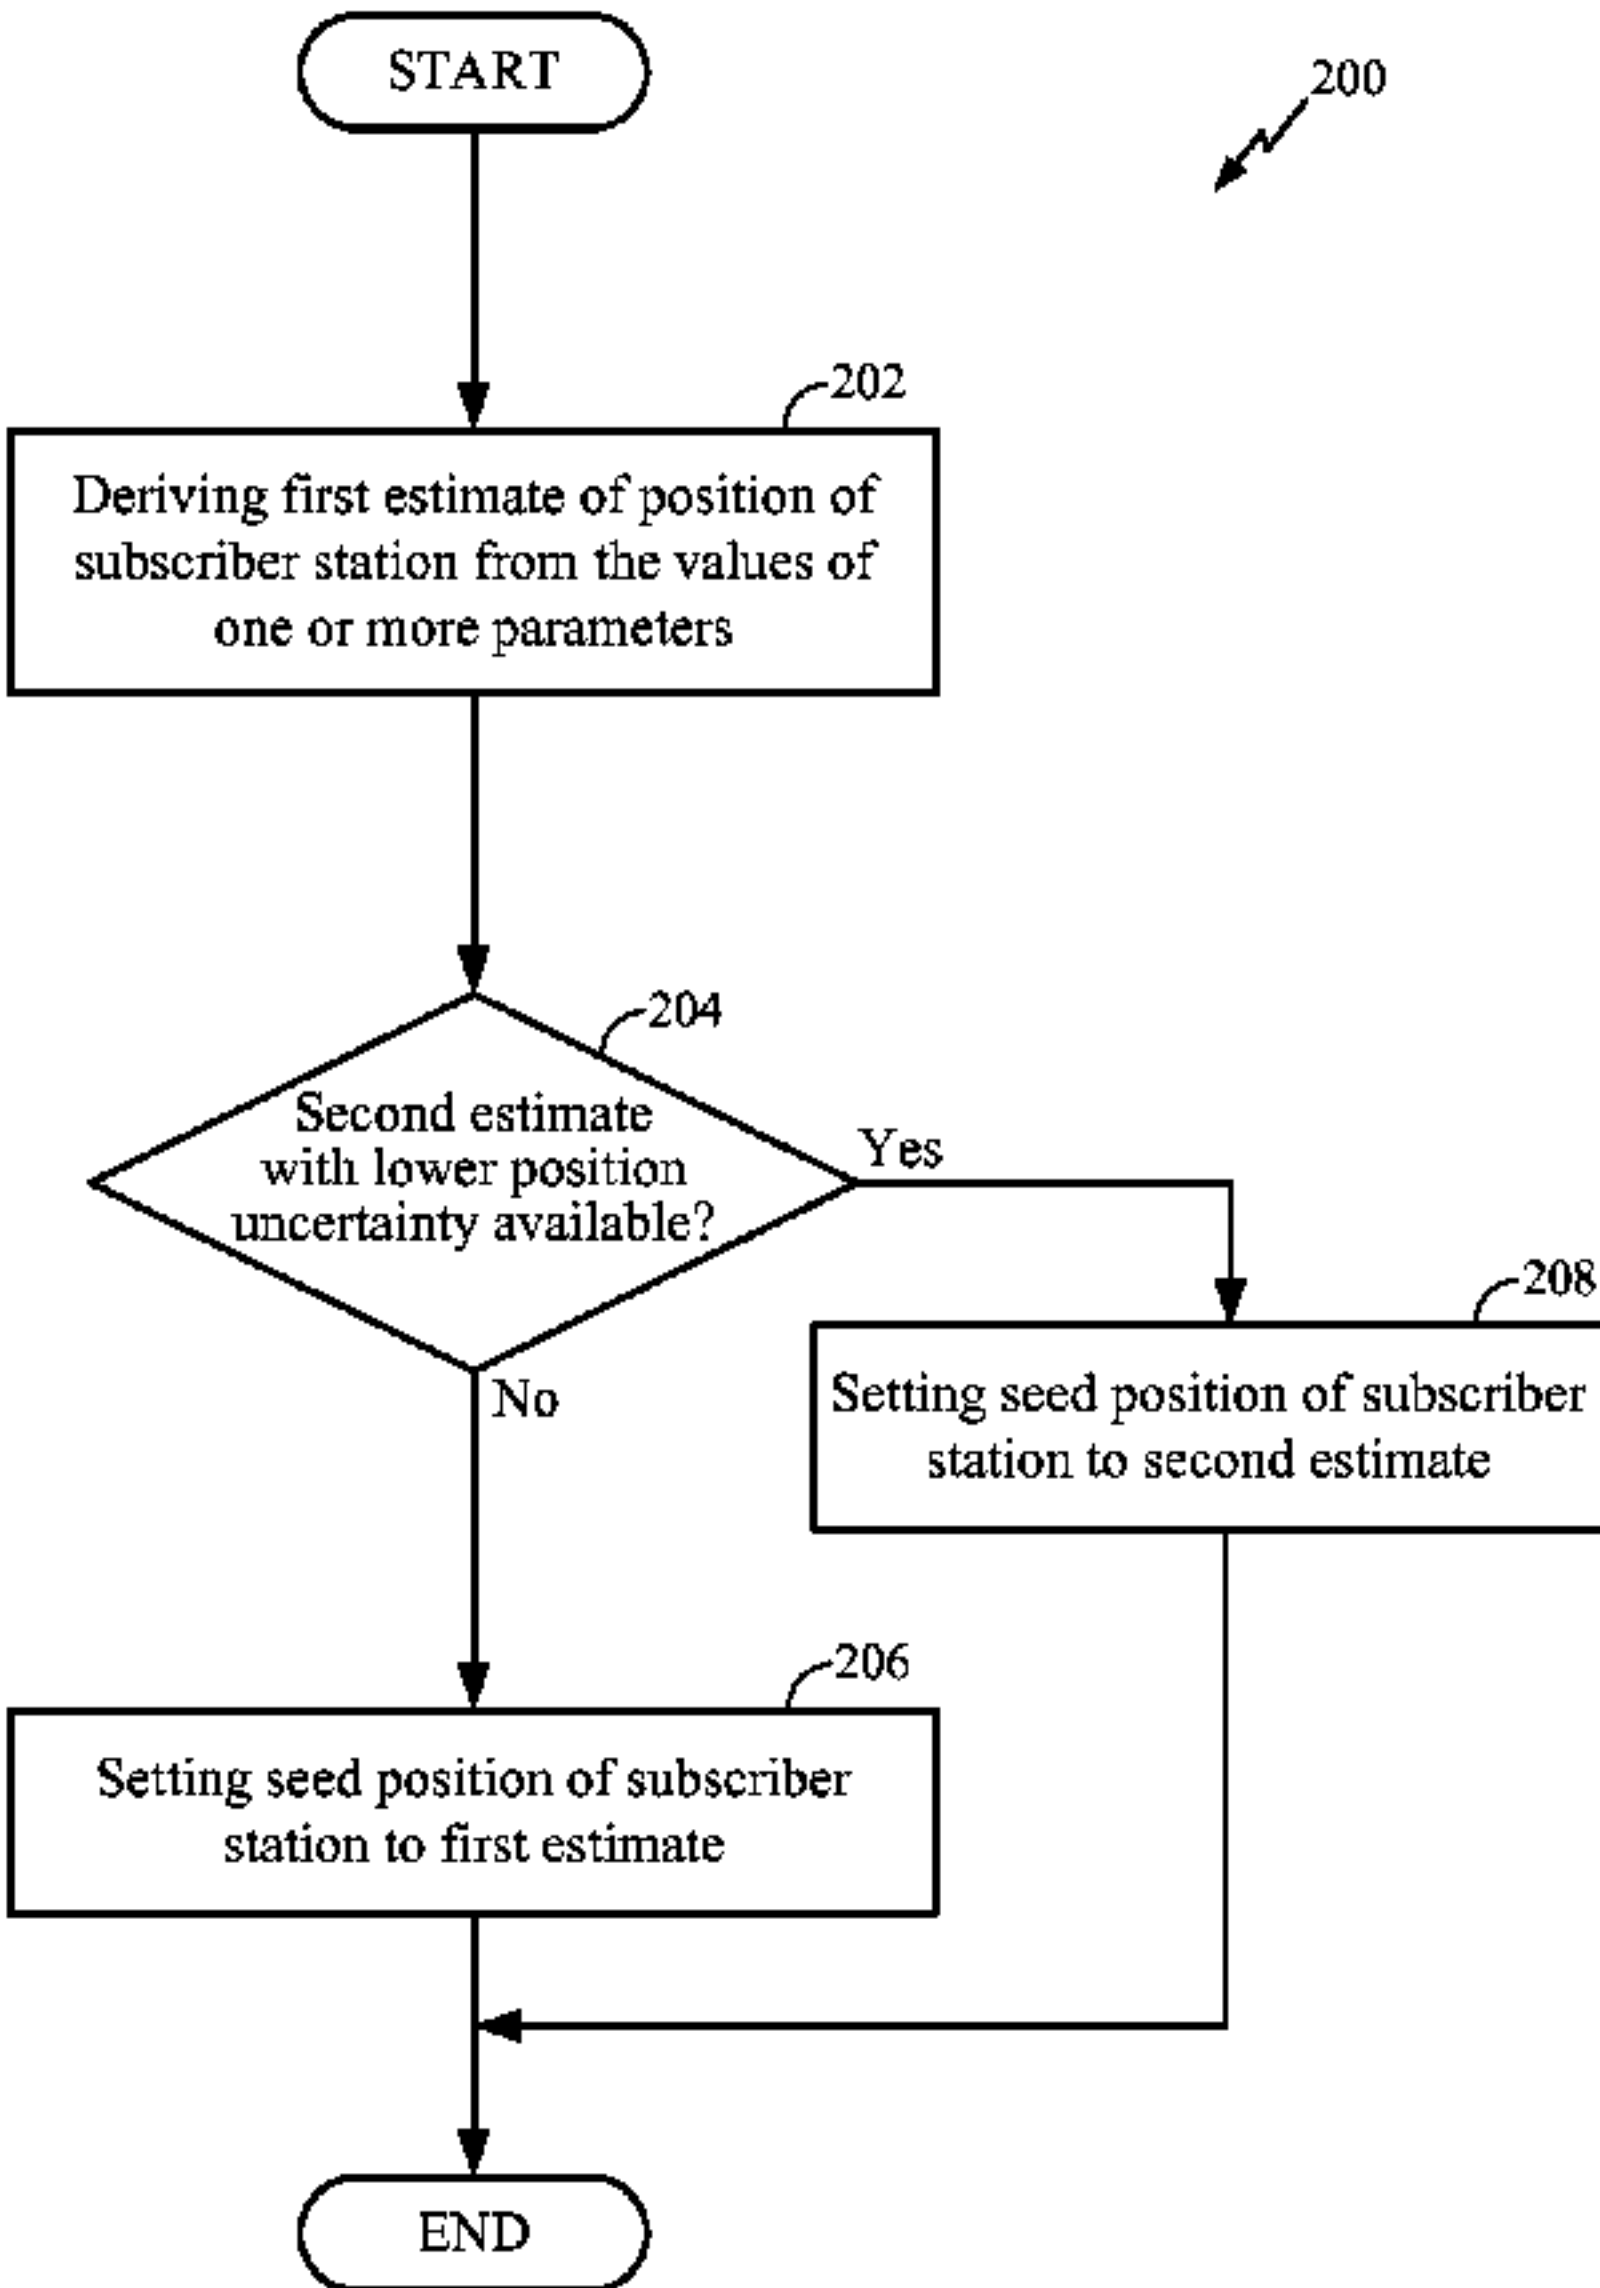 START
200
202
Deriving first estimate of position of
subscriber station from the values of
one or more parameters
204
Second estimate
with lower position
uncertainty available?
Yes
No
208
Setting seed position of subscriber
station to second estimate
206
Setting seed position of subscriber
station to first estimate
END